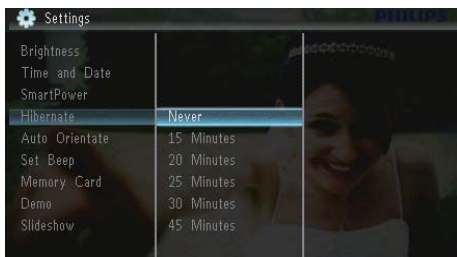 Settings
PHILIPS
Brightness
Time and Date
SmartPower
Hibernate
Auto Orientate
Set Beep
Memory Card
Demo
Slideshow
Never
15 Minutes
20 Minutes
25 Minutes
30 Minutes
45 Minutes